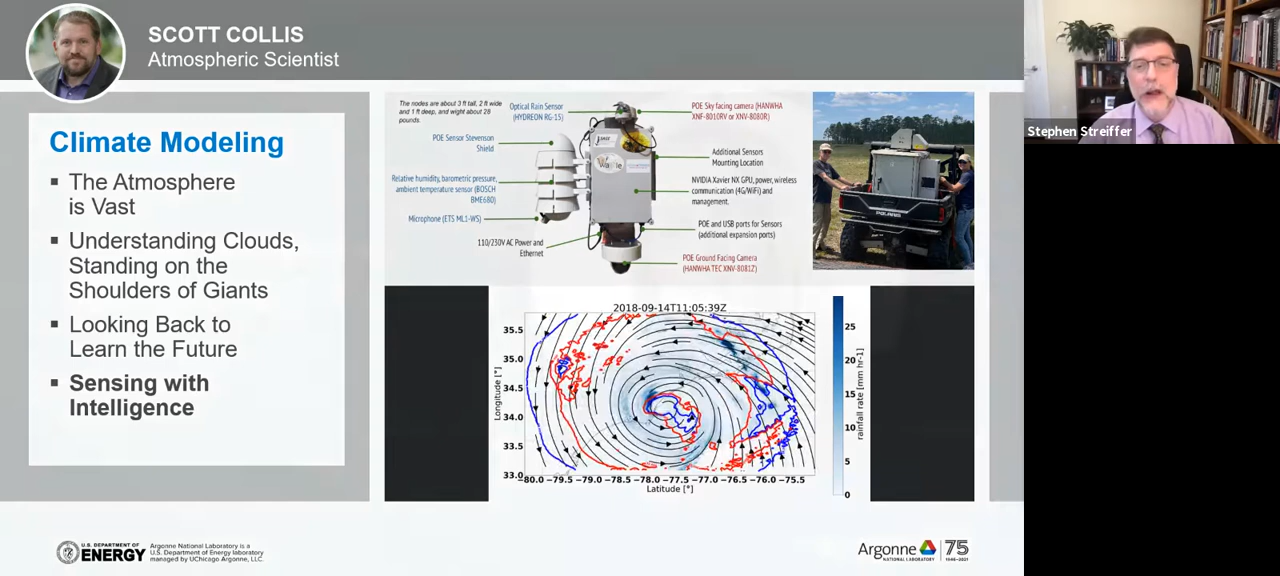 SCOTT COLLIS
Atmospheric Scientist
Climate Modeling
▪ The Atmosphere
is Vast
▪ Understanding Clouds,
Standing on the
Shoulders of Giants
▪ Looking Back to
Learn the Future
▪ Sensing with
Intelligence
The nodes are about 3 ft tall, 2 ft wide
and 1 ft deep, and wight about 28
pounds.
Optical Rain Sensor
(HYDREON RG-15)
POE Sensor Stevenson
Shield
Relative humidity, barometric pressure,
ambient temperature sensor (BOSCH
BME680)
Microphone (ETS ML1-WS)
110/230V AC Power and
Ethernet
POE Sky facing camera (HANWHA
XNF-8010RV or XNV-8080R)
Additional Sensors
Mounting Location
NVIDIA Xavier NX GPU, power, wireless
communication (4G/WiFi) and
management.
POE and USB ports for Sensors
(additional expansion ports)
POE Ground Facing Camera
(HANWHA TEC XNV-8081Z)
Waggle
POLARIS
2018-09-14T11:05:39Z
35.5
35.0
34.5
34.0
33.5
33.0
Longitude [°]
−80.0 −79.5 −79.0 −78.5 −78.0 −77.5 −77.0 −76.5 −76.0 −75.5
Latitude [°]
25
20
15
10
5
0
rainfall rate [mm hr-1]
U.S. DEPARTMENT OF
ENERGY
Argonne National Laboratory is a
U.S. Department of Energy laboratory
managed by UChicago Argonne, LLC.
Argonne
NATIONAL LABORATORY
75
1946–2021
Stephen Streiffer